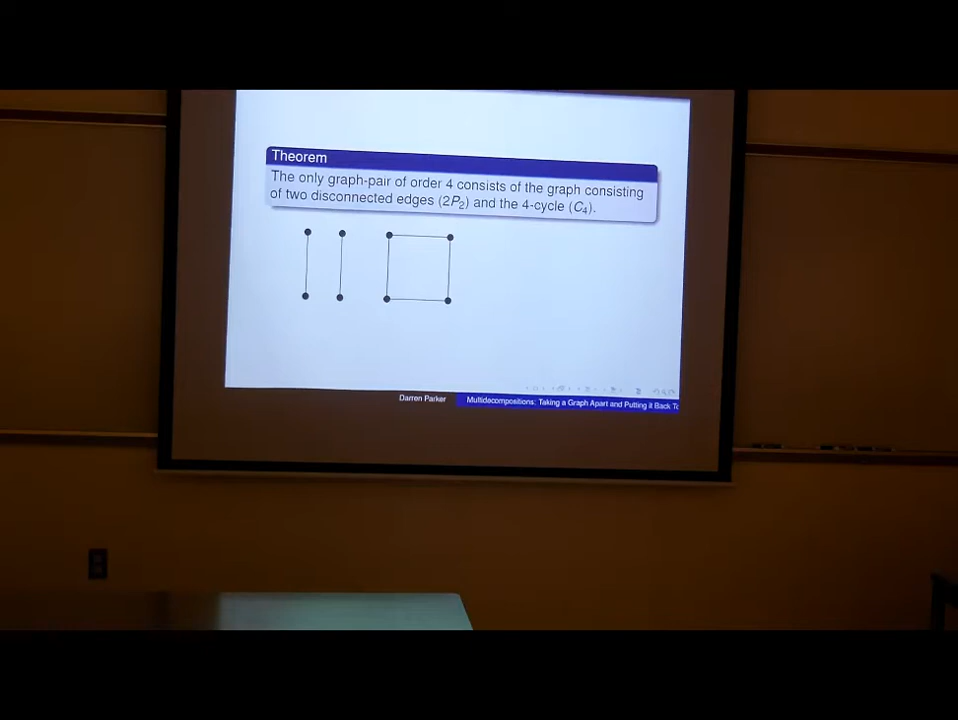 Theorem
The only graph-pair of order 4 consists of the graph consisting
of two disconnected edges (2P₂) and the 4-cycle (C₄).
Darren Parker
Multidecompositions: Taking a Graph Apart and Putting it Back To